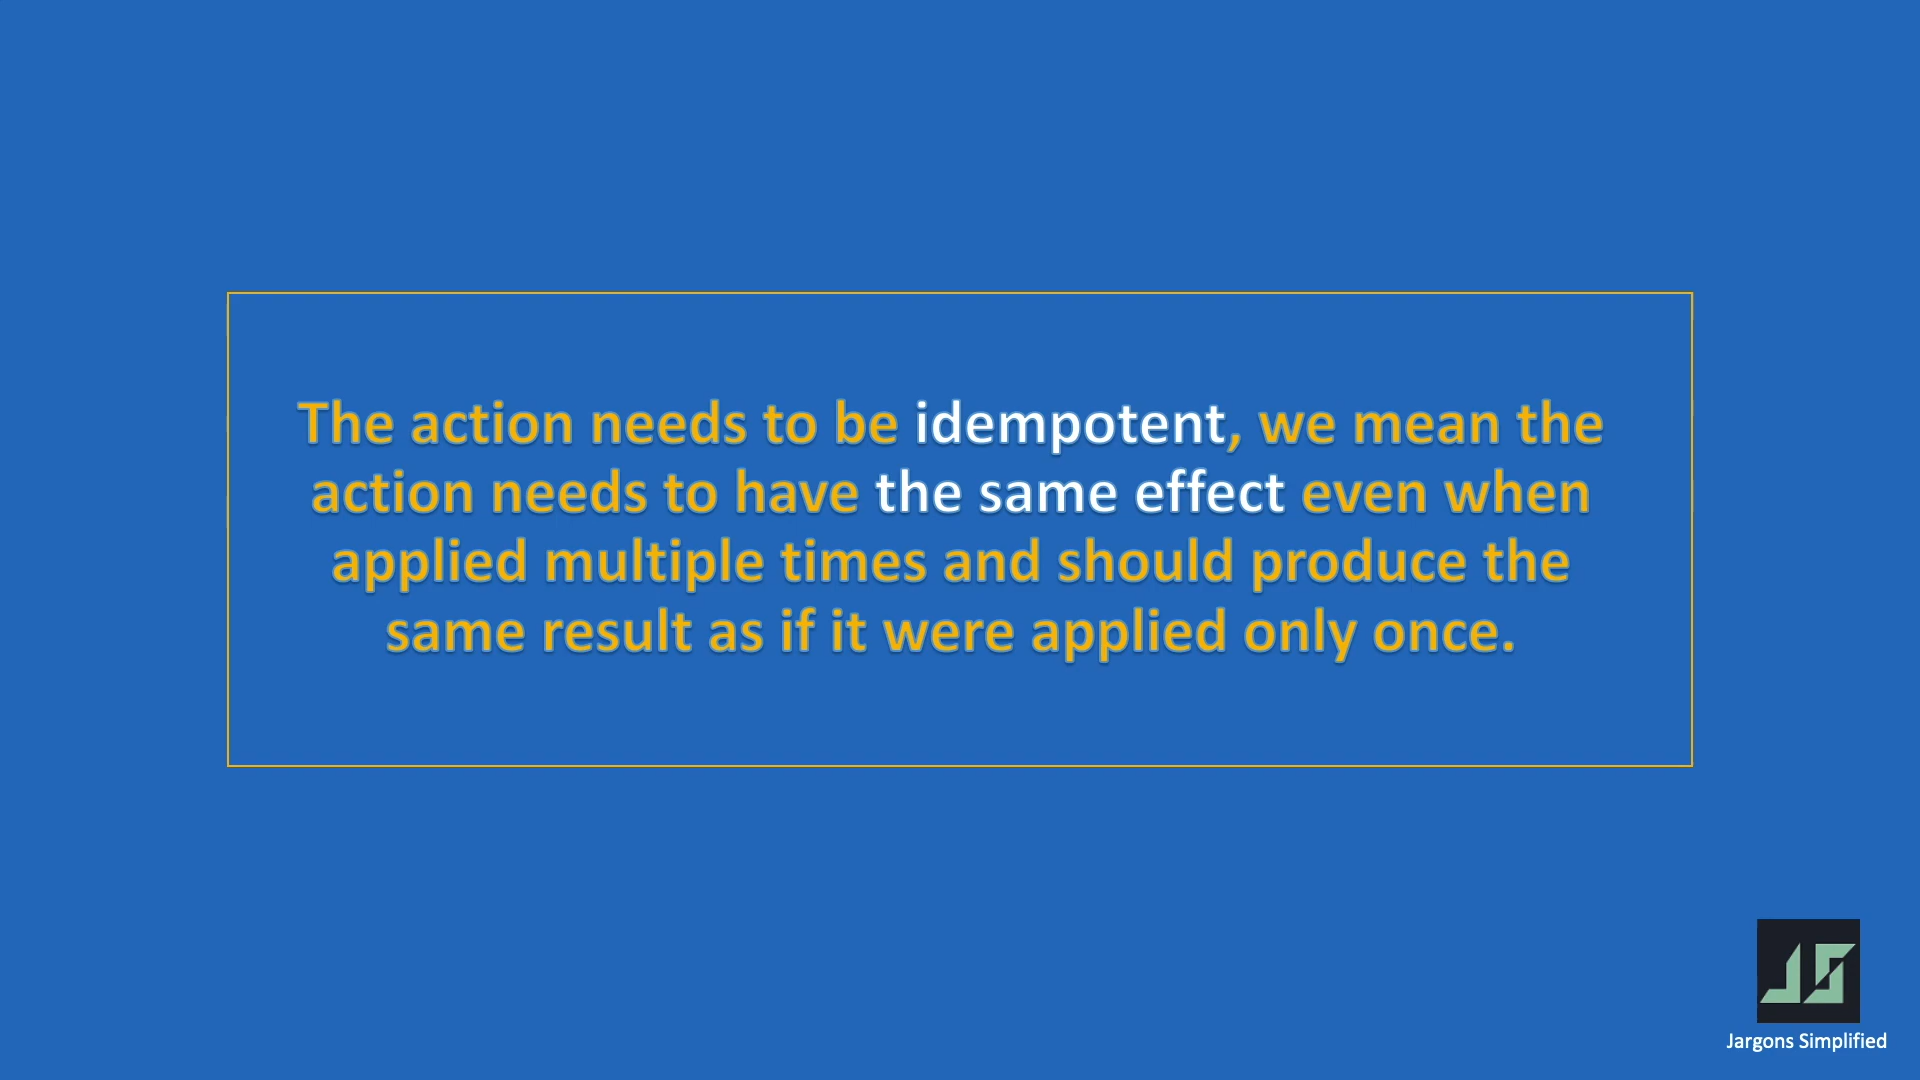 The action needs to be idempotent, we mean the
action needs to have the same effect even when
applied multiple times and should produce the
same result as if it were applied only once.
JS
Jargons Simplified